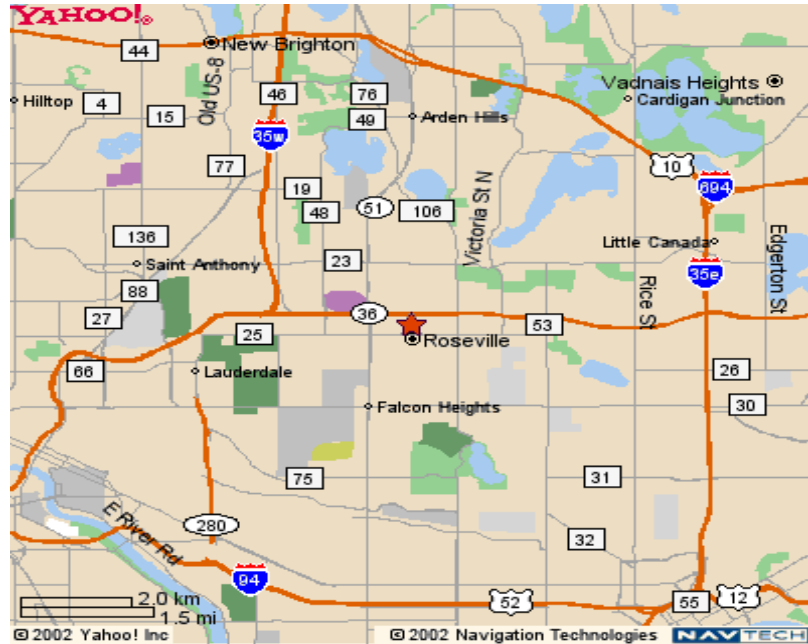 YAHOO!®
44
New Brighton
Old US-8
Hilltop
4
15
46
76
49
Arden Hills
Vadnais Heights
Cardigan Junction
35w
77
10
694
19
48
51
106
Victoria St N
136
Saint Anthony
23
Little Canada
Edgerton St
88
35e
Rice St
27
36
25
53
Roseville
66
Lauderdale
26
Falcon Heights
30
75
31
280
E River Rd
32
94
52
55
12
2.0 km
1.5 mi
© 2002 Yahoo! Inc
© 2002 Navigation Technologies
NAVTECH